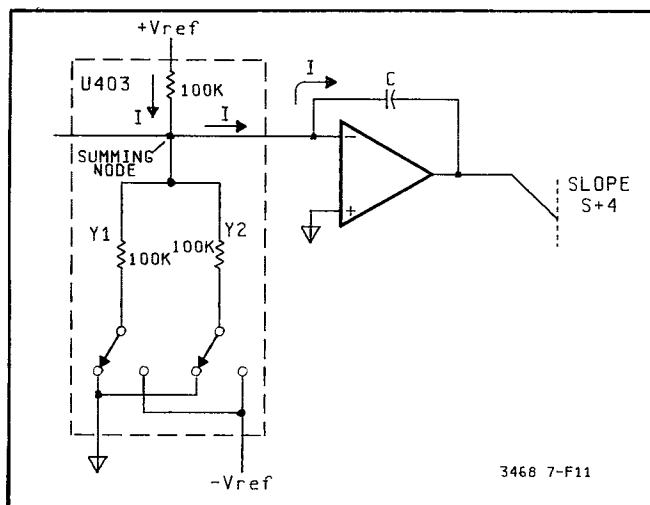 +Vref
U403
100K
I
I
I
C
SUMMING
NODE
−
+
SLOPE
S+4
Y1
Y2
100K
100K
-Vref
3468 7-F11